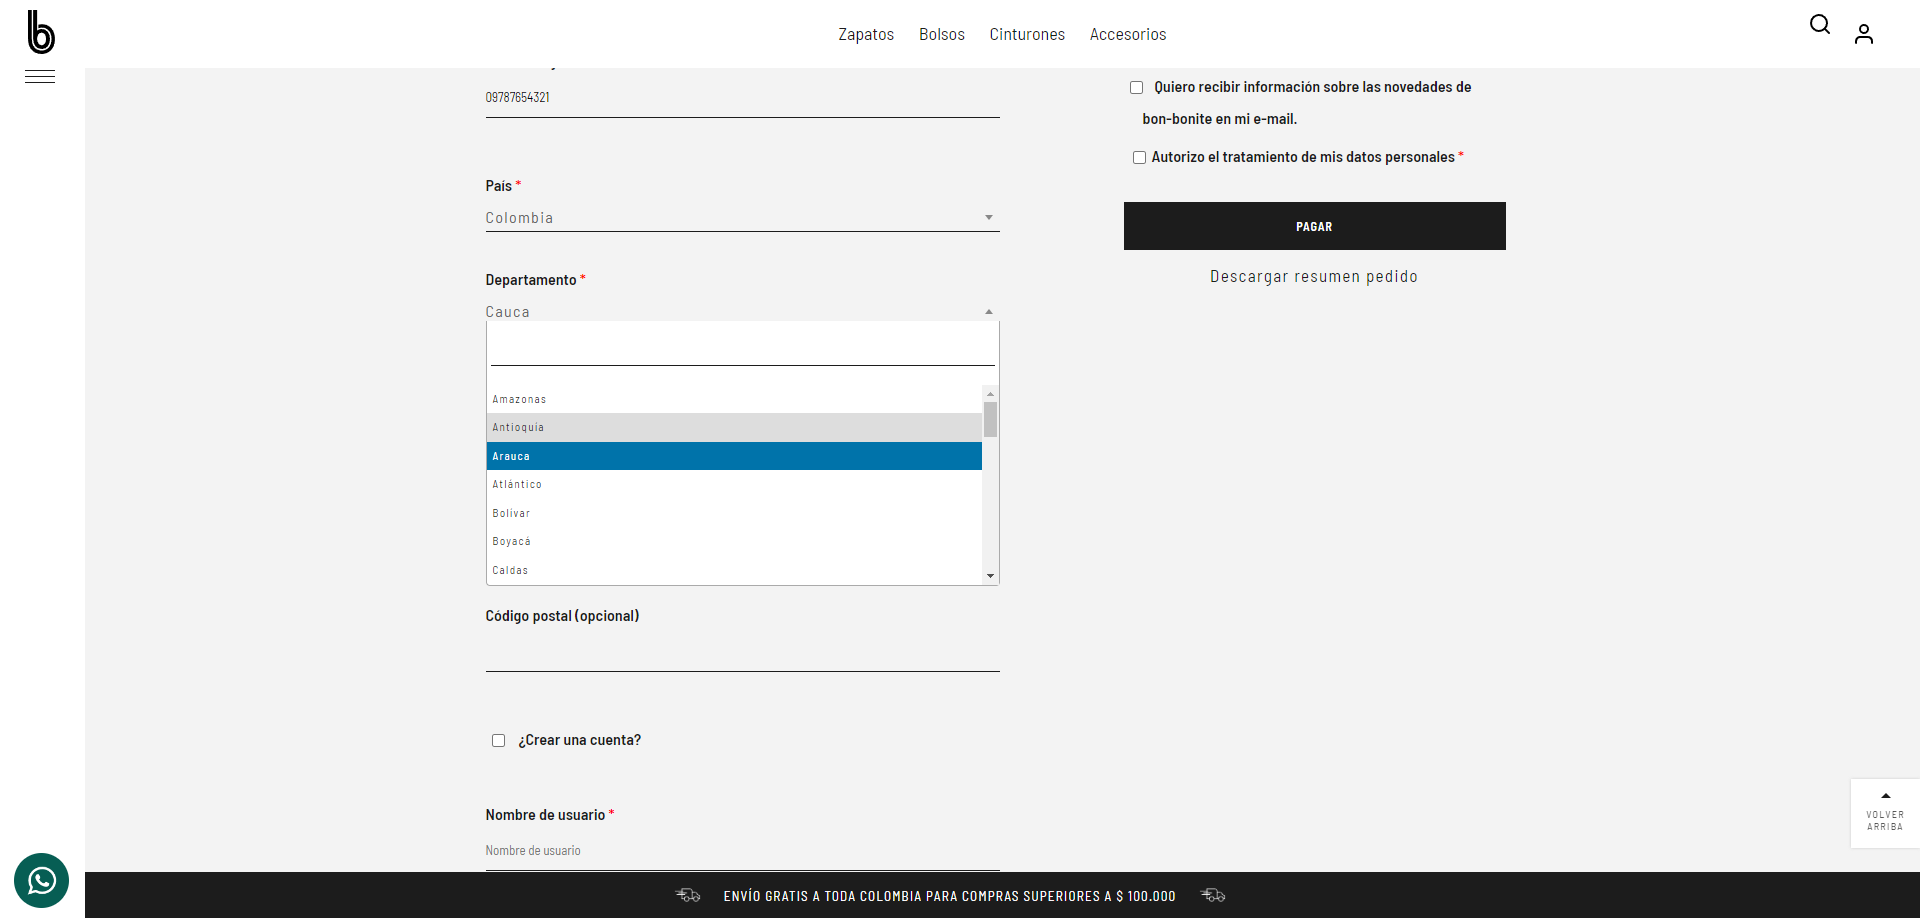 b
Zapatos Bolsos Cinturones Accesorios
09787654321
País *
Colombia
Departamento *
Cauca
Amazonas
Antioquia
Arauca
Atlántico
Bolívar
Boyacá
Caldas
Código postal (opcional)
¿Crear una cuenta?
Nombre de usuario *
Nombre de usuario
Quiero recibir información sobre las novedades de
bon-bonite en mi e-mail.
Autorizo el tratamiento de mis datos personales *
PAGAR
Descargar resumen pedido
VOLVER
ARRIBA
ENVÍO GRATIS A TODA COLOMBIA PARA COMPRAS SUPERIORES A $ 100.000